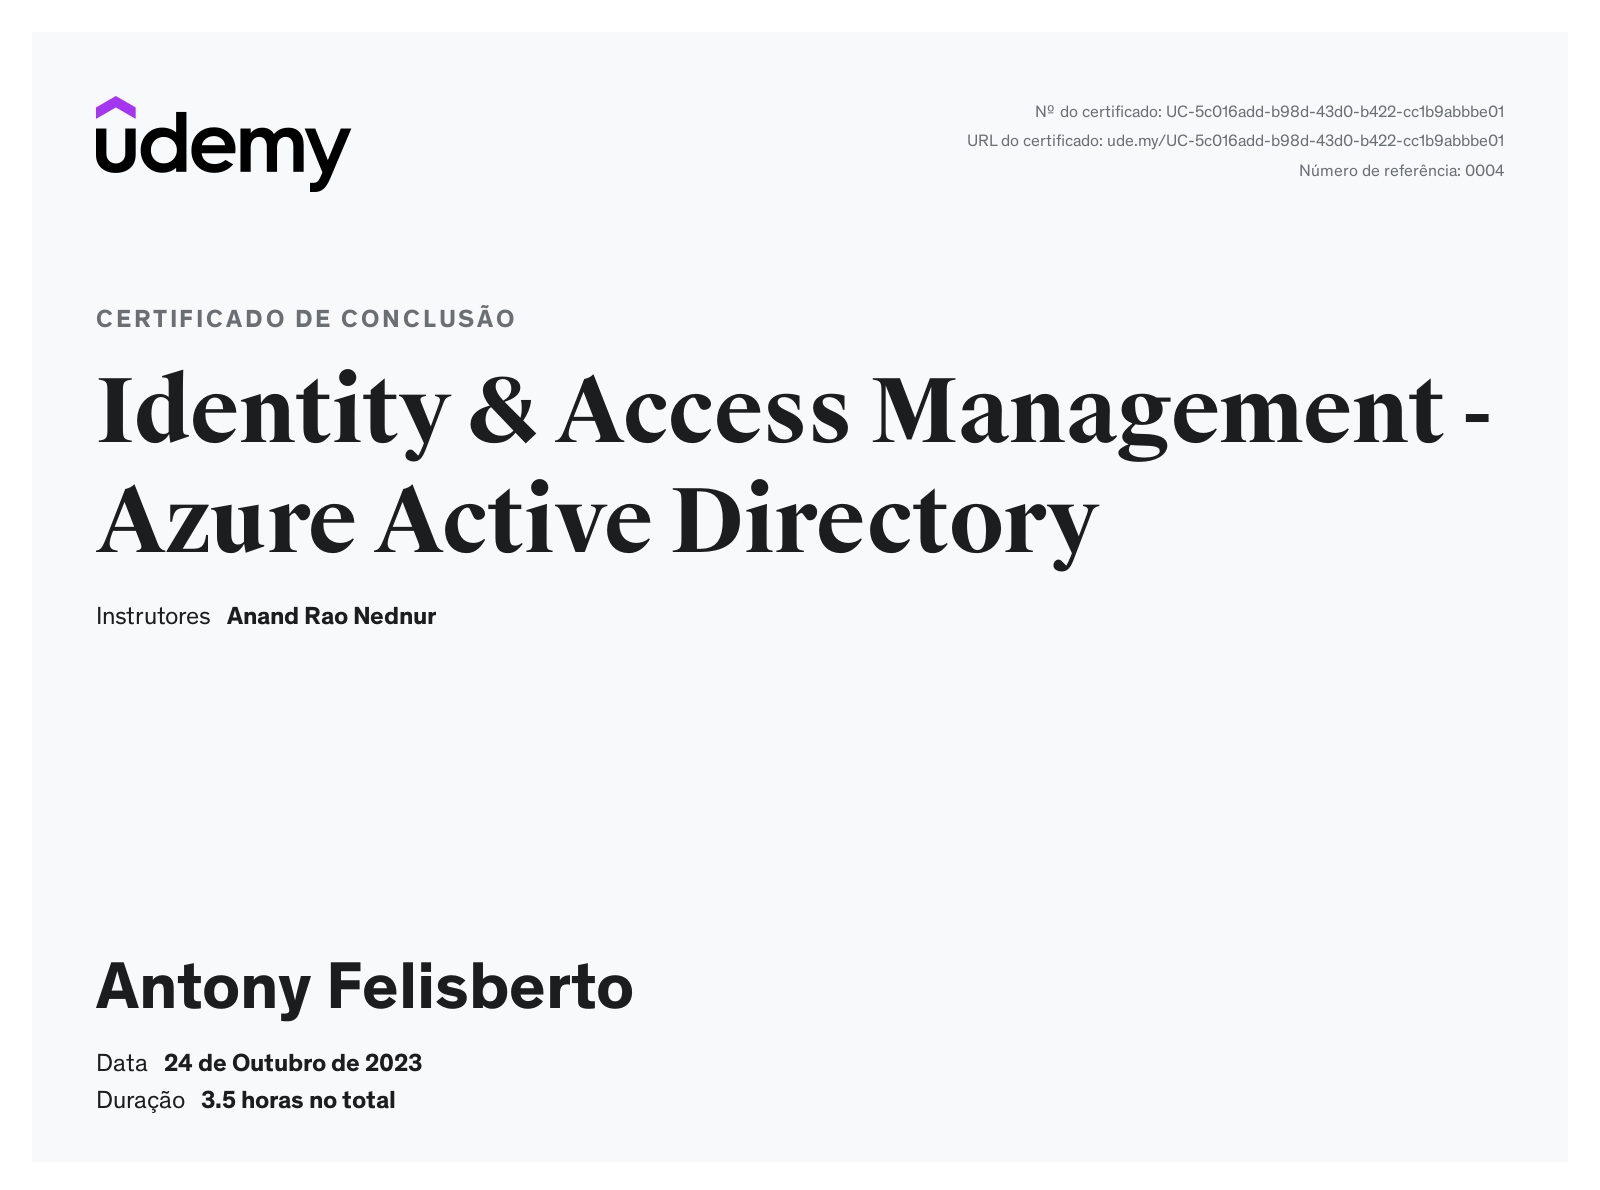 udemy
Nº do certificado: UC-5c016add-b98d-43d0-b422-cc1b9abbbe01
URL do certificado: ude.my/UC-5c016add-b98d-43d0-b422-cc1b9abbbe01
Número de referência: 0004
CERTIFICADO DE CONCLUSÃO
Identity & Access Management -
Azure Active Directory
Instrutores Anand Rao Nednur
Antony Felisberto
Data 24 de Outubro de 2023
Duração 3.5 horas no total